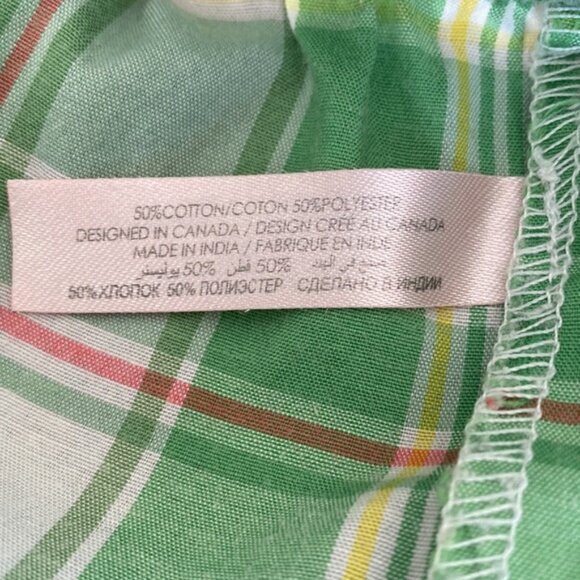 50%COTTON/COTON 50%POLYESTER
DESIGNED IN CANADA / DESIGN CRÉE AU CANADA
MADE IN INDIA / FABRIQUE EN INDE
50% قطن 50% بوليستر صنع في الهند
50%ХЛОПОК 50% ПОЛИЭСТЕР СДЕЛАНО В ИНДИИ